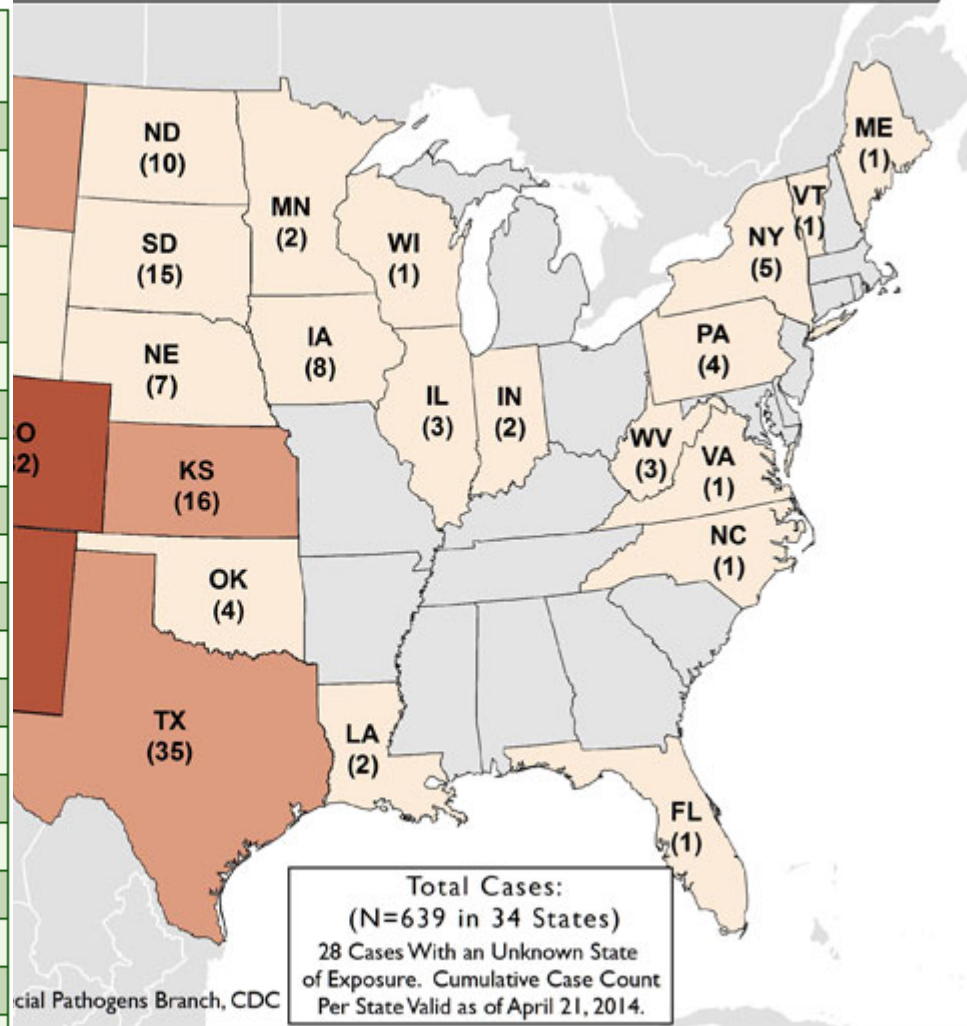 ND
(10)
MN
(2)
SD
(15)
WI
(1)
NE
(7)
IA
(8)
IL
(3)
IN
(2)
ME
(1)
VT
(1)
NY
(5)
PA
(4)
WV
(3)
VA
(1)
NC
(1)
KS
(16)
OK
(4)
TX
(35)
LA
(2)
FL
(1)
Total Cases:
(N=639 in 34 States)
28 Cases With an Unknown State
of Exposure. Cumulative Case Count
Per State Valid as of April 21, 2014.
Pathogens Branch, CDC